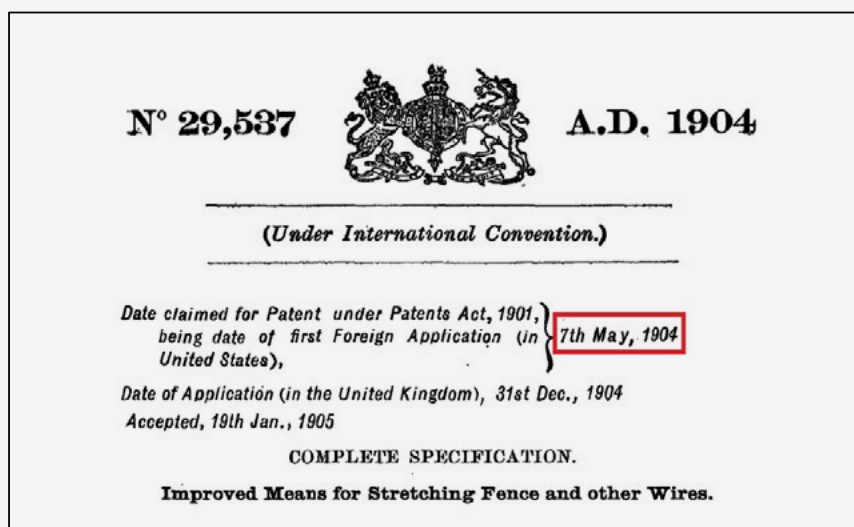 Nº 29,537
A.D. 1904
(Under International Convention.)
Date claimed for Patent under Patents Act, 1901,
being date of first Foreign Application (in
United States),
7th May, 1904
Date of Application (in the United Kingdom), 31st Dec., 1904
Accepted, 19th Jan., 1905
COMPLETE SPECIFICATION.
Improved Means for Stretching Fence and other Wires.